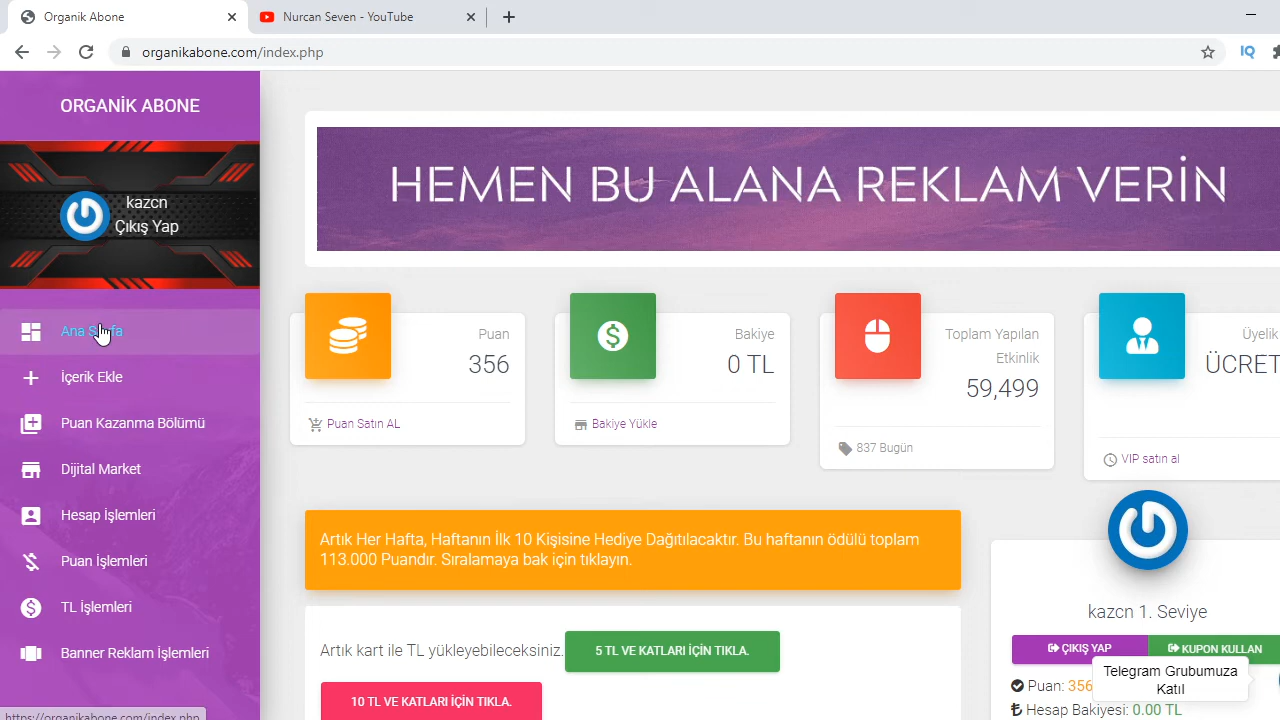 Organik Abone
Nurcan Seven - YouTube
organikabone.com/index.php
IQ
ORGANİK ABONE
kazcn
Çıkış Yap
Ana Sayfa
İçerik Ekle
Puan Kazanma Bölümü
Dijital Market
Hesap İşlemleri
Puan İşlemleri
TL İşlemleri
Banner Reklam İşlemleri
https://organikabone.com/index.php
HEMEN BU ALANA REKLAM VERİN
Puan
356
Puan Satın AL
Bakiye
0 TL
Bakiye Yükle
Toplam Yapılan
Etkinlik
59,499
837 Bugün
Üyelik
ÜCRET
VIP satın al
Artık Her Hafta, Haftanın İlk 10 Kişisine Hediye Dağıtılacaktır. Bu haftanın ödülü toplam
113.000 Puandır. Sıralamaya bak için tıklayın.
Artık kart ile TL yükleyebileceksiniz.
5 TL VE KATLARI İÇİN TIKLA.
10 TL VE KATLARI İÇİN TIKLA.
kazcn 1. Seviye
ÇIKIŞ YAP
KUPON KULLAN
Telegram Grubumuza
Katıl
Puan: 356
Hesap Bakiyesi: 0.00 TL